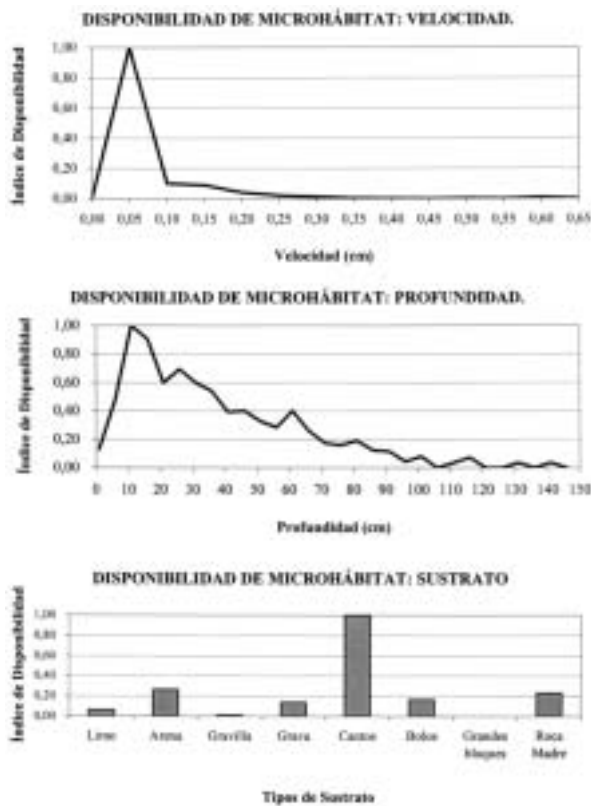 DISPONIBILIDAD DE MICROHÁBITAT: VELOCIDAD.
Índice de Disponibilidad
1,00
0,80
0,60
0,40
0,20
0,00
0,00 0,05 0,10 0,15 0,20 0,25 0,30 0,35 0,40 0,45 0,50 0,55 0,60 0,65
Velocidad (cm)
DISPONIBILIDAD DE MICROHÁBITAT: PROFUNDIDAD.
Índice de Disponibilidad
1,00
0,80
0,60
0,40
0,20
0,00
0 10 20 30 40 50 60 70 80 90 100 110 120 130 140 150
Profundidad (cm)
DISPONIBILIDAD DE MICROHÁBITAT: SUSTRATO
Índice de Disponibilidad
1,00
0,80
0,60
0,40
0,20
0,00
Limo Arena Gravilla Grava Cantos Bolos Grandes bloques Roca Madre
Tipos de Sustrato